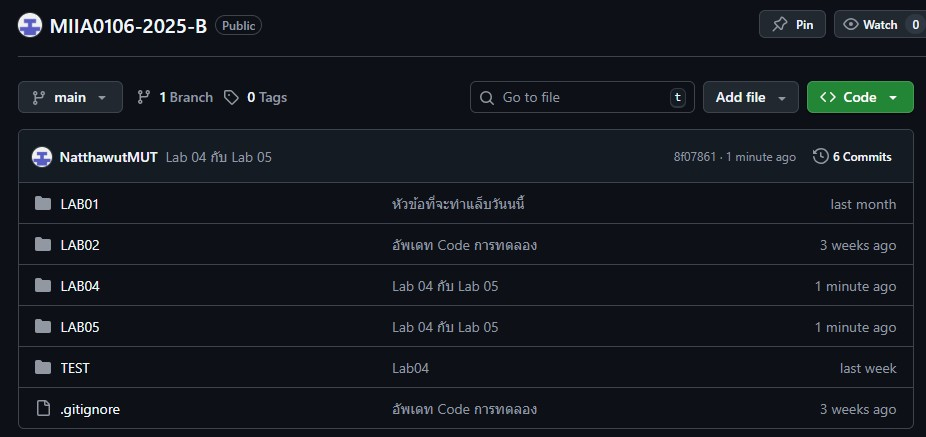 MIIA0106-2025-B Public Pin Watch 0
main 1 Branch 0 Tags Go to file t Add file Code
NatthawutMUT Lab 04 กับ Lab 05 8f07861 · 1 minute ago 6 Commits
LAB01 หัวข้อที่จะทำแล็บวันนนี้ last month
LAB02 อัพเดท Code การทดลอง 3 weeks ago
LAB04 Lab 04 กับ Lab 05 1 minute ago
LAB05 Lab 04 กับ Lab 05 1 minute ago
TEST Lab04 last week
.gitignore อัพเดท Code การทดลอง 3 weeks ago